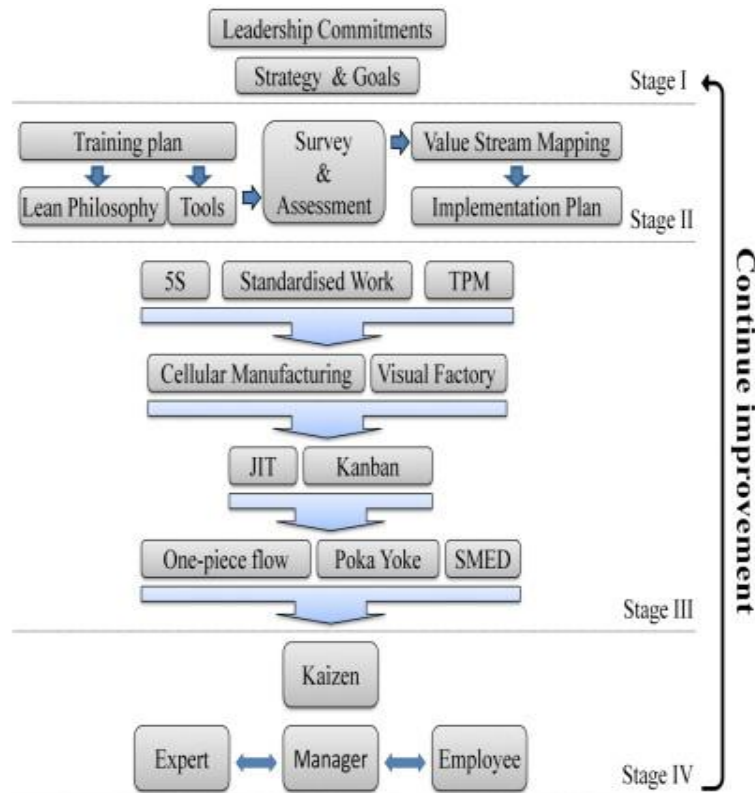 Leadership Commitments
Strategy & Goals
Stage I
Training plan
Lean Philosophy
Tools
Survey
&
Assessment
Value Stream Mapping
Implementation Plan
Stage II
5S
Standardised Work
TPM
Cellular Manufacturing
Visual Factory
JIT
Kanban
One-piece flow
Poka Yoke
SMED
Stage III
Kaizen
Expert
Manager
Employee
Stage IV
Continue improvement